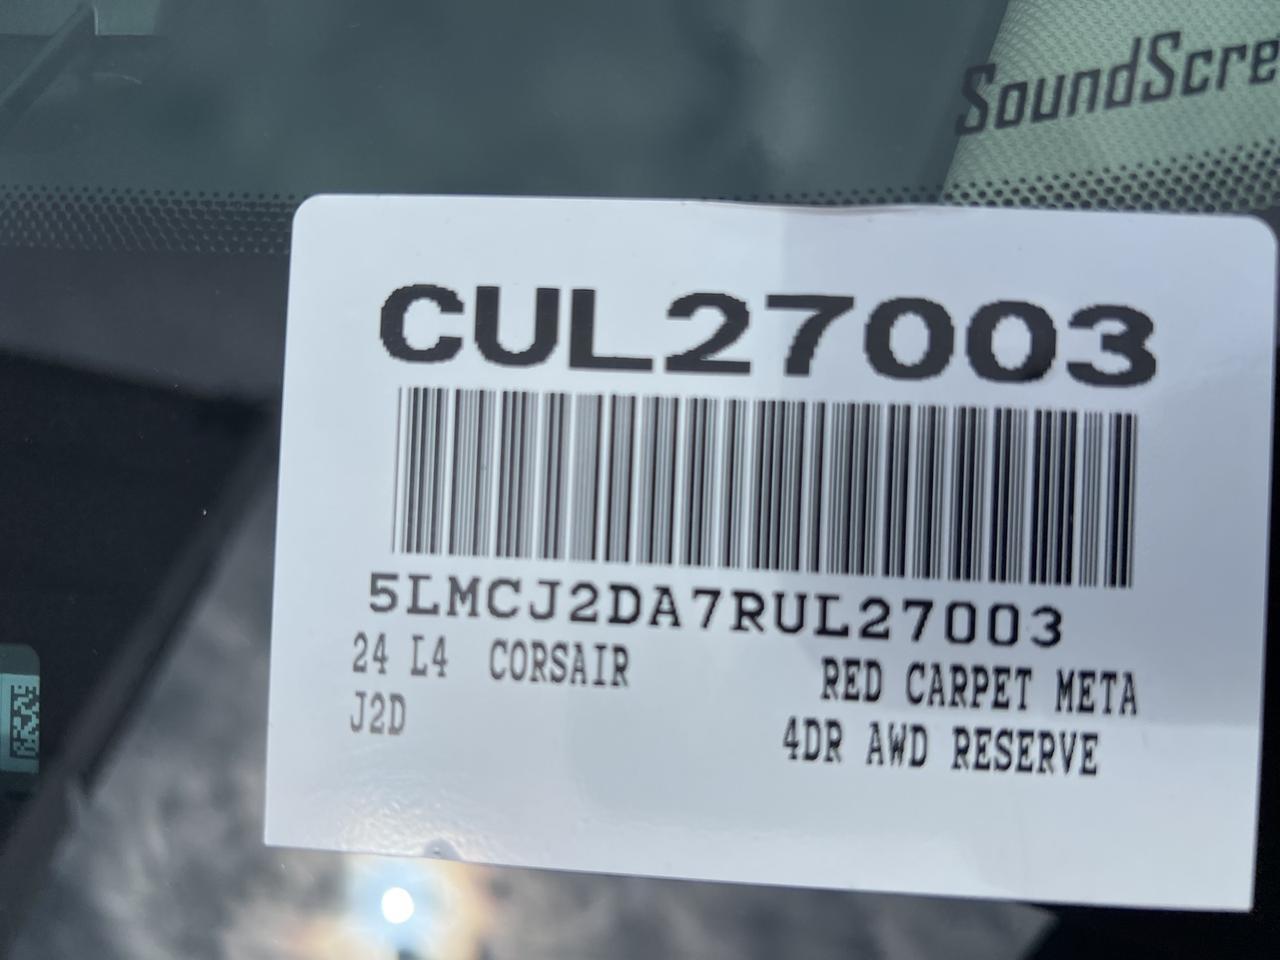 SoundScre
CUL27003
5LMCJ2DA7RUL27003
24 L4 CORSAIR RED CARPET META
J2D 4DR AWD RESERVE